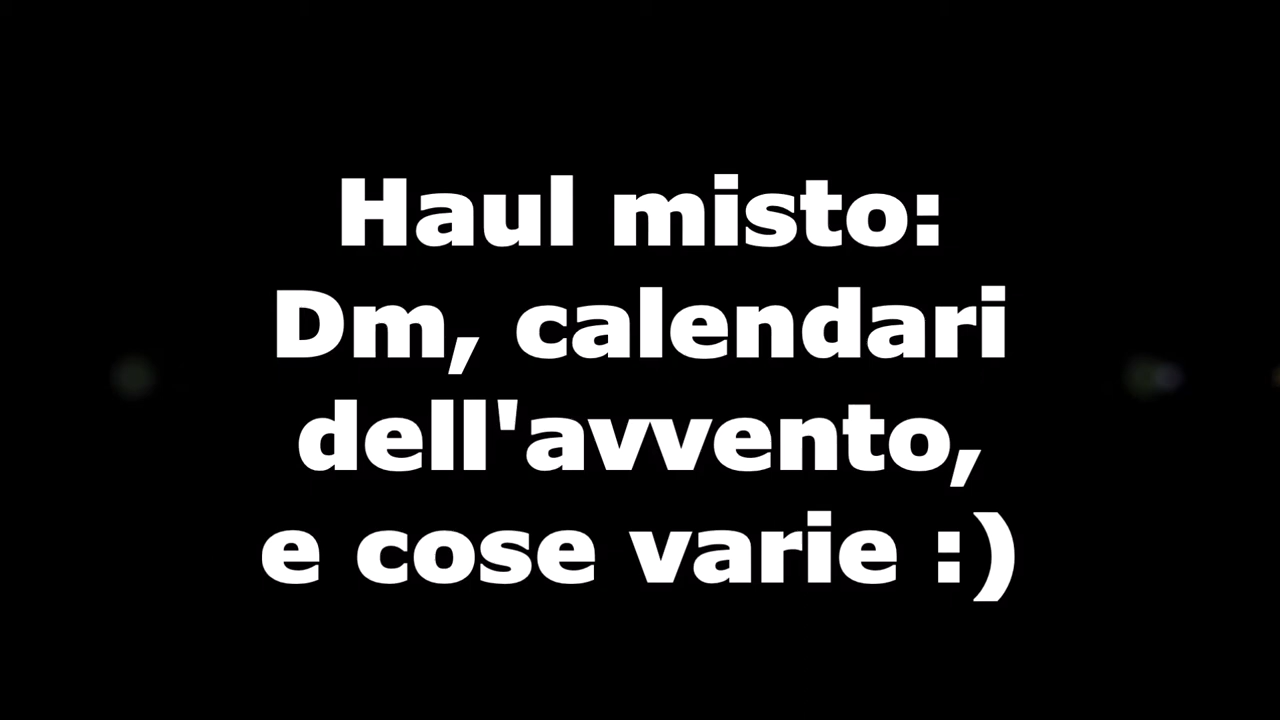 Haul misto:
Dm, calendari
dell'avvento,
e cose varie :)